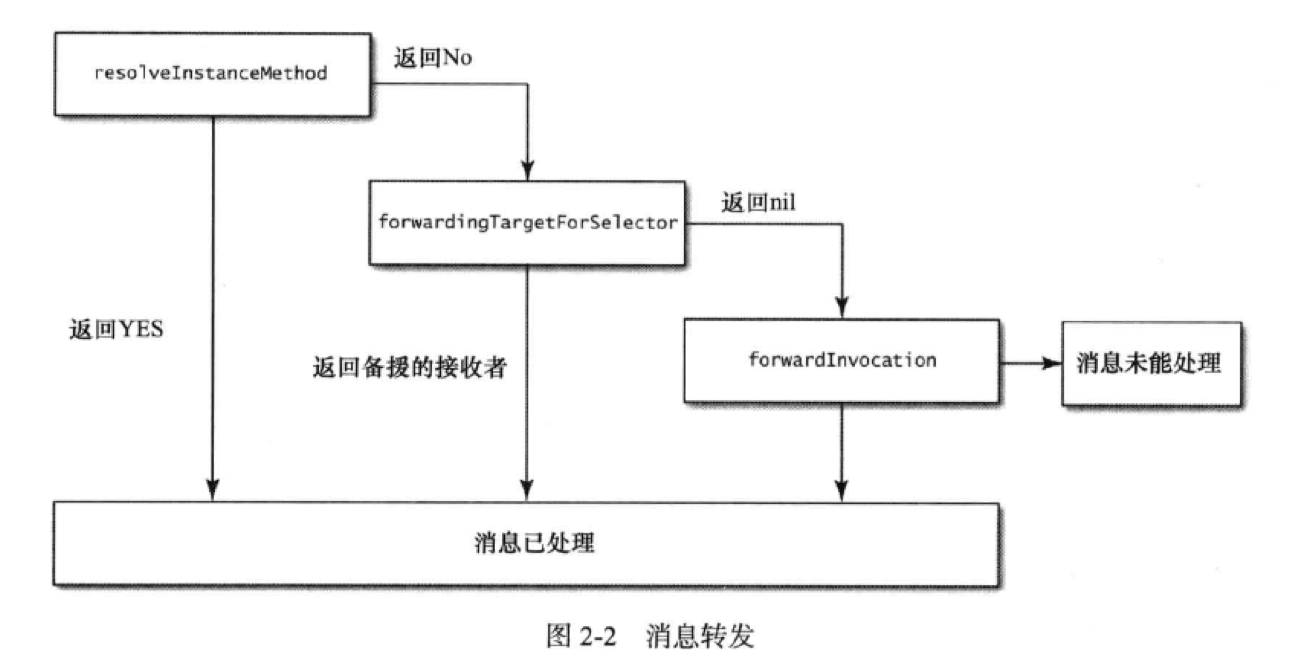 resolveInstanceMethod
返回No
forwardingTargetForSelector
返回nil
返回YES
返回备援的接收者
forwardInvocation
消息未能处理
消息已处理
图 2-2 消息转发